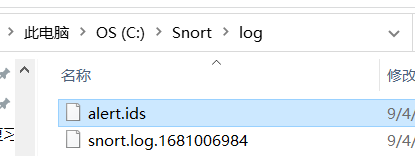 此电脑 > OS (C:) > Snort > log
名称 修改
alert.ids 9/4/
snort.log.1681006984 9/4/